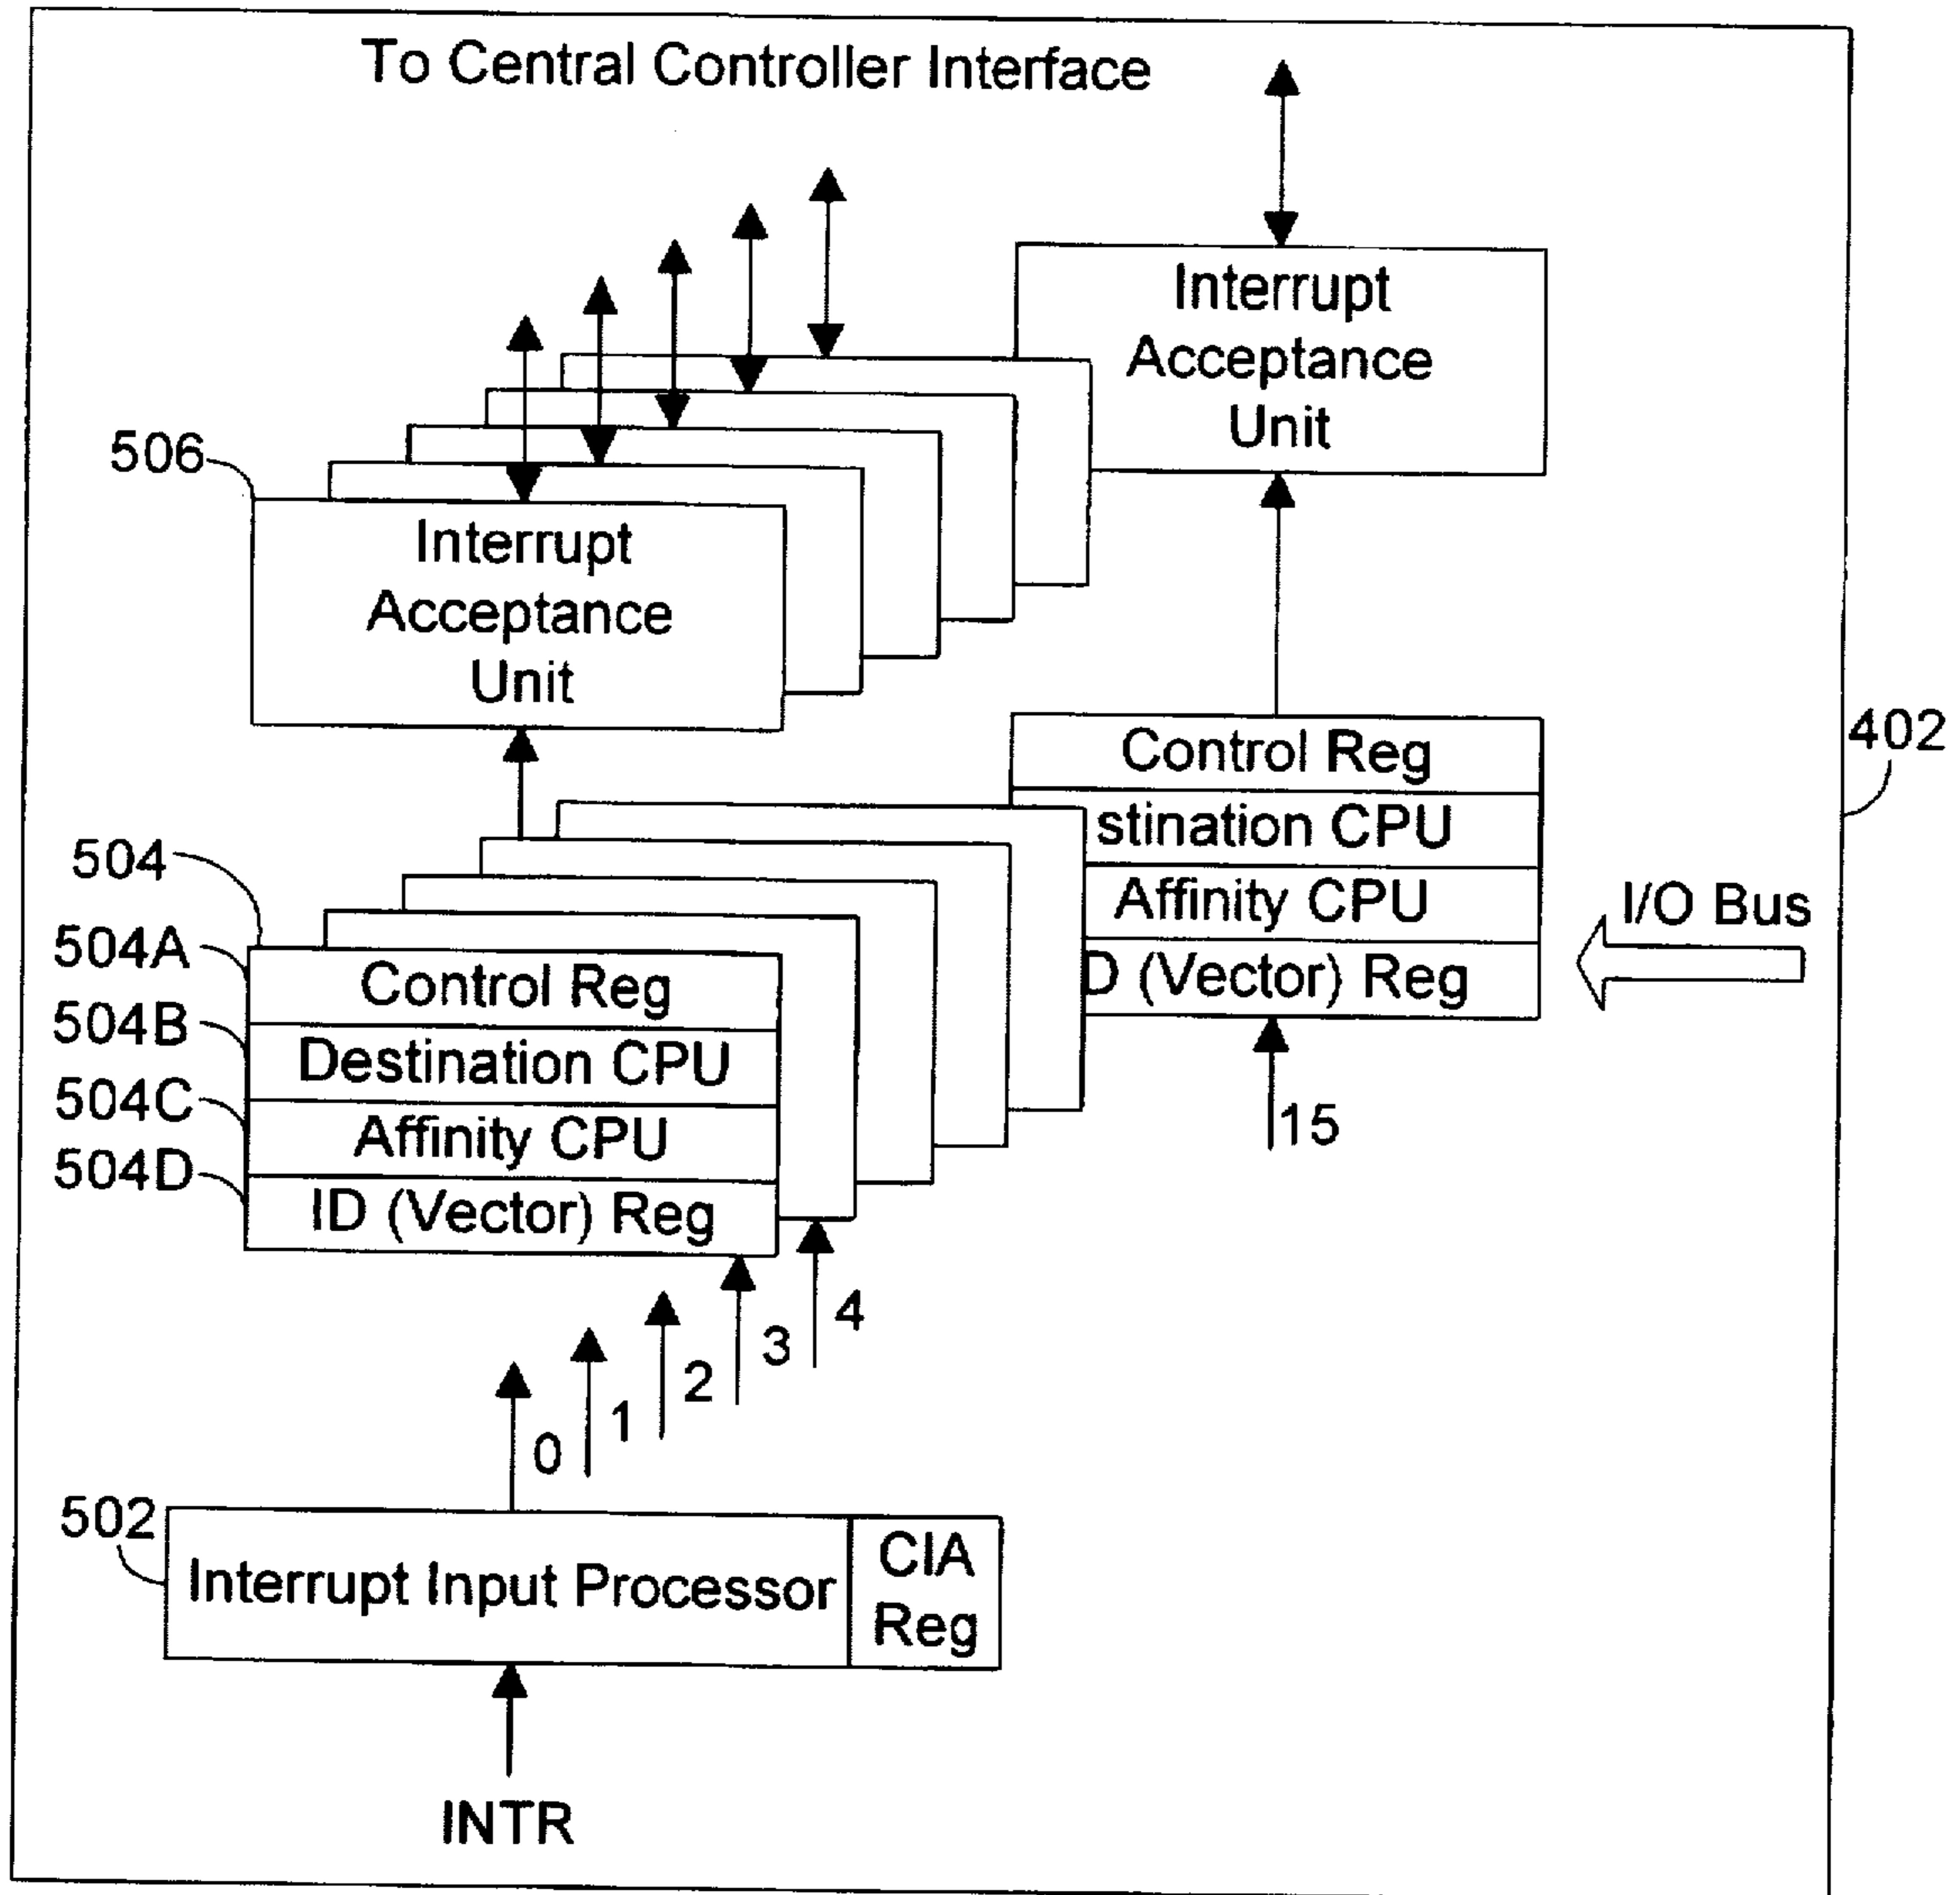 To Central Controller Interface
Interrupt
Acceptance
Unit
506
Interrupt
Acceptance
Unit
402
Control Reg
stination CPU
Affinity CPU
D (Vector) Reg
I/O Bus
15
504
504A
Control Reg
504B
Destination CPU
504C
Affinity CPU
504D
ID (Vector) Reg
4
3
2
1
0
502
Interrupt Input Processor
CIA
Reg
INTR